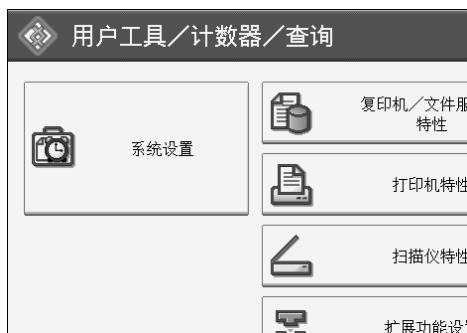 用户工具／计数器／查询
系统设置
复印机／文件服
特性
打印机特性
扫描仪特性
扩展功能设